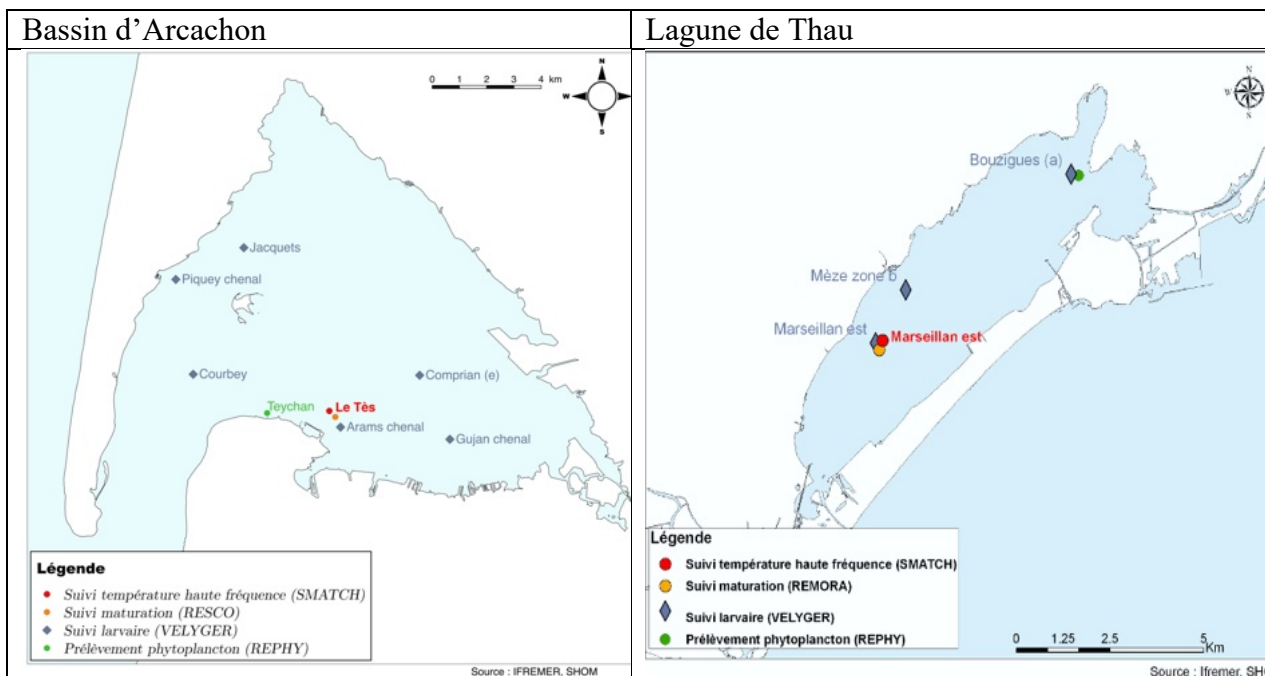 Bassin d’Arcachon
Lagune de Thau
0 1 2 3 4 km
N
W
E
S
Jacquets
Piquey chenal
Courbey
Comprian (e)
Teychan
Le Tès
Arams chenal
Gujan chenal
Légende
Suivi température haute fréquence (SMATCH)
Suivi maturation (RESCO)
Suivi larvaire (VELYGER)
Prélèvement phytoplancton (REPHY)
Source : IFREMER, SHOM
N
W
Bouzigues (a)
Mèze zone b
Marseillan est
Marseillan est
Légende
Suivi température haute fréquence (SMATCH)
Suivi maturation (REMORA)
Suivi larvaire (VELYGER)
Prélèvement phytoplancton (REPHY)
0 1.25 2.5 5
Km
Source : Ifremer, SH